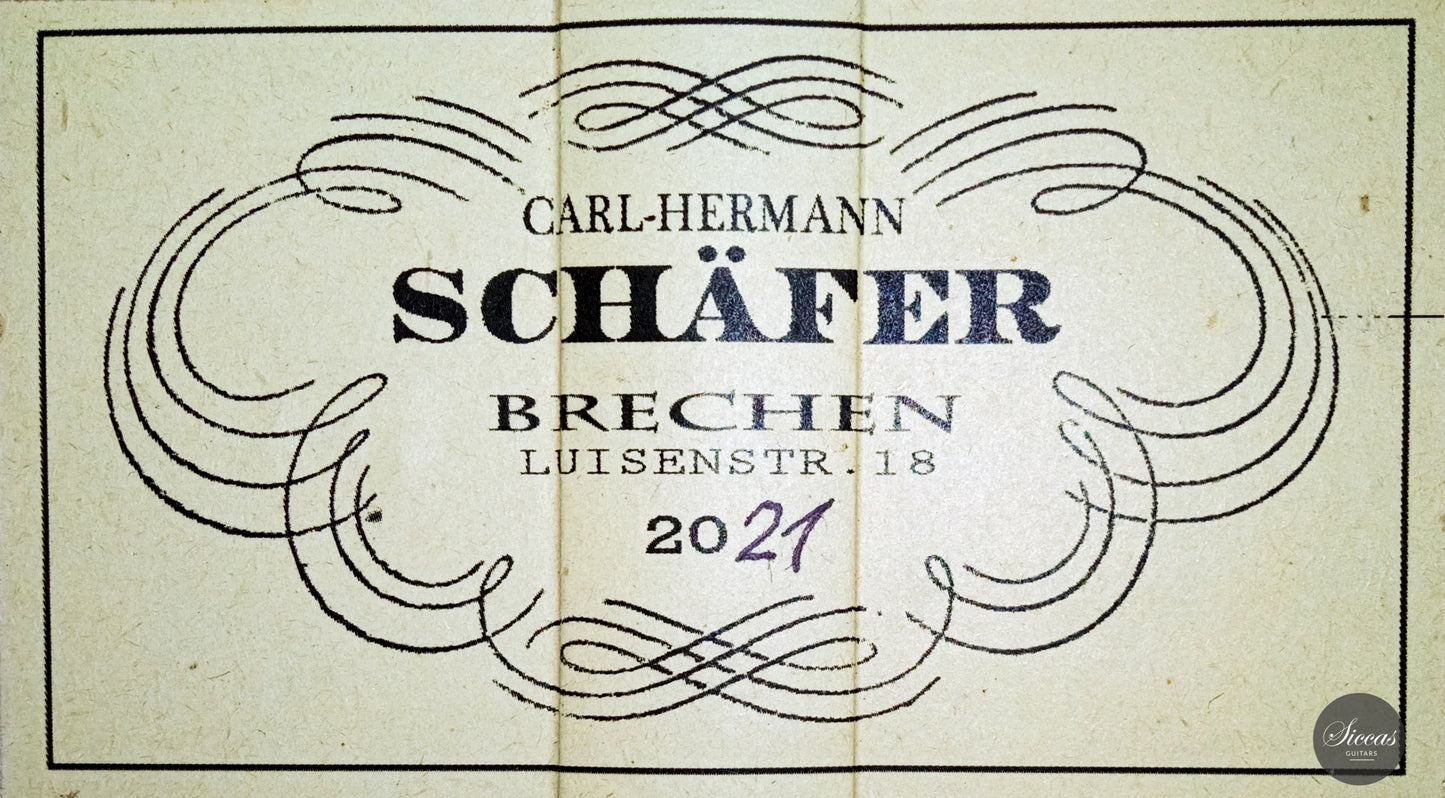 CARL-HERMANN
SCHÄFER
BRECHEN
LUISENSTR. 18
2021
Siccas
GUITARS